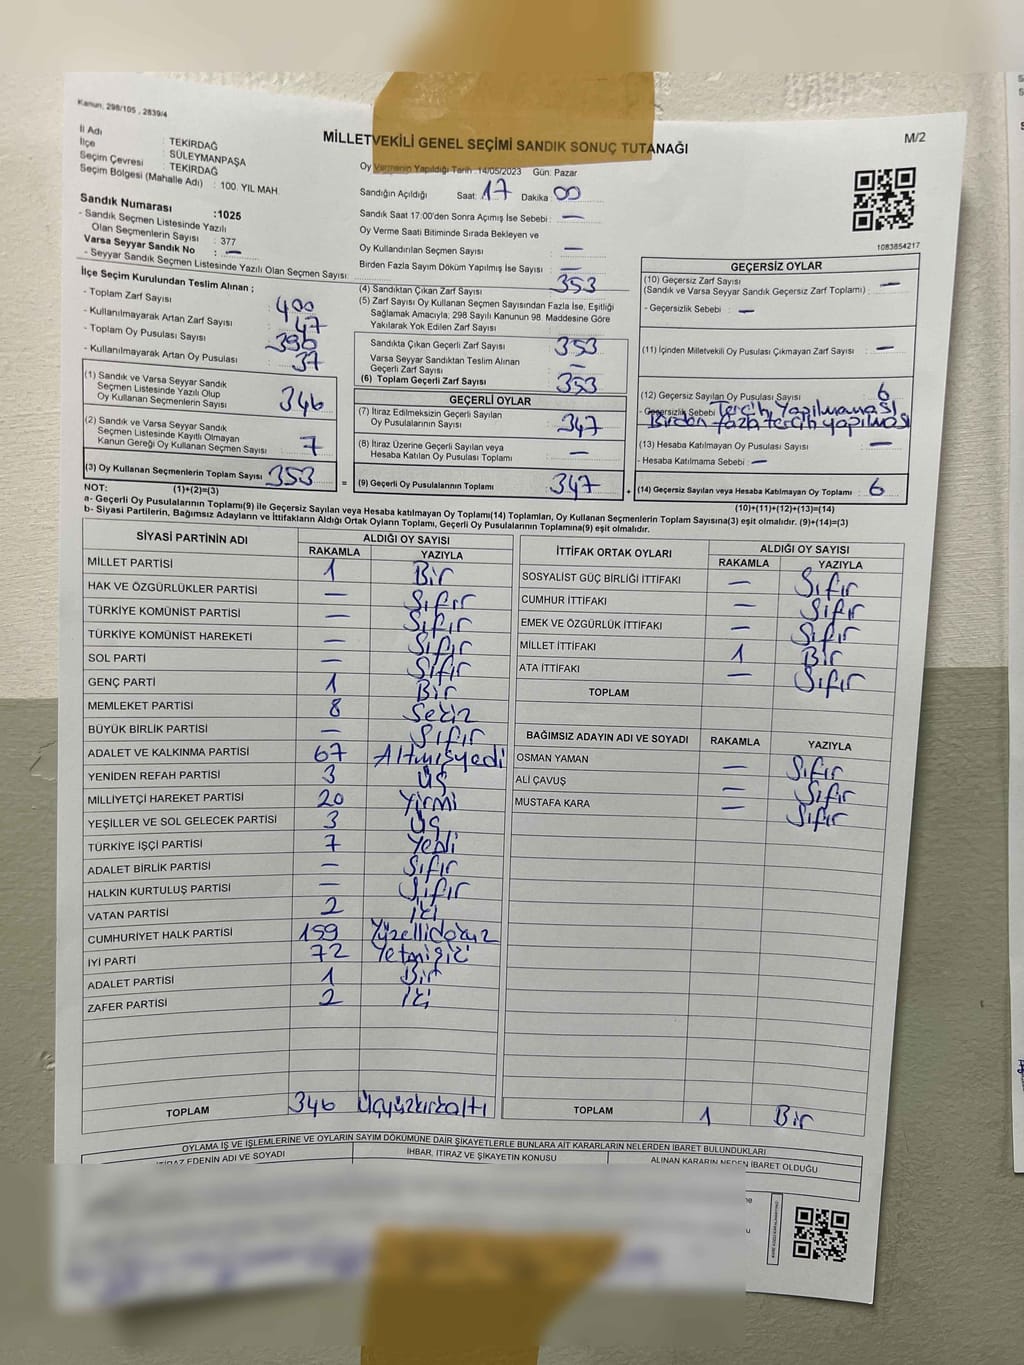 Kanun, 298/105 , 2839/4
MİLLETVEKİLİ GENEL SEÇİMİ SANDIK SONUÇ TUTANAĞI
M/2
İl Adı : TEKİRDAĞ
İlçe : SÜLEYMANPAŞA
Seçim Çevresi : TEKİRDAĞ
Seçim Bölgesi (Mahalle Adı) : 100. YIL MAH.
Sandık Numarası :1025
- Sandık Seçmen Listesinde Yazılı
Olan Seçmenlerin Sayısı : 377
Varsa Seyyar Sandık No : —
- Seyyar Sandık Seçmen Listesinde Yazılı Olan Seçmen Sayısı:
Oy Vermenin Yapıldığı Tarih :14/05/2023 Gün: Pazar
Sandığın Açıldığı Saat: 17 Dakika: 00
Sandık Saat 17:00'den Sonra Açımış İse Sebebi : —
Oy Verme Saati Bitiminde Sırada Bekleyen ve
Oy Kullandırılan Seçmen Sayısı —
Birden Fazla Sayım Döküm Yapılmış İse Sayısı : —
1083854217
İlçe Seçim Kurulundan Teslim Alınan ;
- Toplam Zarf Sayısı : 400
- Kullanılmayarak Artan Zarf Sayısı : 47
- Toplam Oy Pusulası Sayısı : 390
- Kullanılmayarak Artan Oy Pusulası : 37
(1) Sandık ve Varsa Seyyar Sandık
Seçmen Listesinde Yazılı Olup
Oy Kullanan Seçmenlerin Sayısı : 346
(2) Sandık ve Varsa Seyyar Sandık
Seçmen Listesinde Kayıtlı Olmayan
Kanun Gereği Oy Kullanan Seçmen Sayısı : 7
(3) Oy Kullanan Seçmenlerin Toplam Sayısı : 353
(1)+(2)=(3)
(4) Sandıktan Çıkan Zarf Sayısı : 353
(5) Zarf Sayısı Oy Kullanan Seçmen Sayısından Fazla İse, Eşitliği
Sağlamak Amacıyla, 298 Sayılı Kanunun 98. Maddesine Göre
Yakılarak Yok Edilen Zarf Sayısı :
Sandıkta Çıkan Geçerli Zarf Sayısı : 353
Varsa Seyyar Sandıktan Teslim Alınan
Geçerli Zarf Sayısı : —
(6) Toplam Geçerli Zarf Sayısı : 353
GEÇERLİ OYLAR
(7) İtiraz Edilmeksizin Geçerli Sayılan
Oy Pusulalarının Sayısı : 347
(8) İtiraz Üzerine Geçerli Sayılan veya
Hesaba Katılan Oy Pusulası Toplamı : —
= (9) Geçerli Oy Pusulalarının Toplamı : 347 +
GEÇERSİZ OYLAR
(10) Geçersiz Zarf Sayısı
(Sandık ve Varsa Seyyar Sandık Geçersiz Zarf Toplamı) : —
- Geçersizlik Sebebi : —
(11) İçinden Milletvekili Oy Pusulası Çıkmayan Zarf Sayısı : —
(12) Geçersiz Sayılan Oy Pusulası Sayısı : 6
- Geçersizlik Sebebi : Tercih Yapılmaması
Birden fazla tercih yapılması
(13) Hesaba Katılmayan Oy Pusulası Sayısı : —
- Hesaba Katılmama Sebebi : —
(14) Geçersiz Sayılan veya Hesaba Katılmayan Oy Toplamı : 6
(10)+(11)+(12)+(13)=(14)
NOT:
a- Geçerli Oy Pusulalarının Toplamı(9) ile Geçersiz Sayılan veya Hesaba katılmayan Oy Toplamı(14) Toplamları, Oy Kullanan Seçmenlerin Toplam Sayısına(3) eşit olmalıdır. (9)+(14)=(3)
b- Siyasi Partilerin, Bağımsız Adayların ve İttifakların Aldığı Ortak Oyların Toplamı, Geçerli Oy Pusulalarının Toplamına(9) eşit olmalıdır.
SİYASİ PARTİNİN ADI ALDIĞI OY SAYISI
RAKAMLA YAZIYLA
MİLLET PARTİSİ 1 Bir
HAK VE ÖZGÜRLÜKLER PARTİSİ — Sıfır
TÜRKİYE KOMÜNİST PARTİSİ — Sıfır
TÜRKİYE KOMÜNİST HAREKETİ — Sıfır
SOL PARTİ — Sıfır
GENÇ PARTİ 1 Bir
MEMLEKET PARTİSİ 8 Sekiz
BÜYÜK BİRLİK PARTİSİ — Sıfır
ADALET VE KALKINMA PARTİSİ 67 Altmışyedi
YENİDEN REFAH PARTİSİ 3 Üç
MİLLİYETÇİ HAREKET PARTİSİ 20 Yirmi
YEŞİLLER VE SOL GELECEK PARTİSİ 3 Üç
TÜRKİYE İŞÇİ PARTİSİ 7 Yedi
ADALET BİRLİK PARTİSİ — Sıfır
HALKIN KURTULUŞ PARTİSİ — Sıfır
VATAN PARTİSİ 2 İki
CUMHURİYET HALK PARTİSİ 159 Yüzellidokuz
İYİ PARTİ 72 Yetmişiki
ADALET PARTİSİ 1 Bir
ZAFER PARTİSİ 2 İki
TOPLAM 346 Üçyüzkırkaltı
İTTİFAK ORTAK OYLARI ALDIĞI OY SAYISI
RAKAMLA YAZIYLA
SOSYALİST GÜÇ BİRLİĞİ İTTİFAKI — Sıfır
CUMHUR İTTİFAKI — Sıfır
EMEK VE ÖZGÜRLÜK İTTİFAKI — Sıfır
MİLLET İTTİFAKI 1 Bir
ATA İTTİFAKI — Sıfır
TOPLAM
BAĞIMSIZ ADAYIN ADI VE SOYADI RAKAMLA YAZIYLA
OSMAN YAMAN — Sıfır
ALİ ÇAVUŞ — Sıfır
MUSTAFA KARA — Sıfır
TOPLAM 1 Bir
OYLAMA İŞ VE İŞLEMLERİNE VE OYLARIN SAYIM DÖKÜMÜNE DAİR ŞİKAYETLERLE BUNLARA AİT KARARLARIN NELERDEN İBARET BULUNDUKLARI
İTİRAZ EDENİN ADI VE SOYADI İHBAR, İTİRAZ VE ŞİKAYETİN KONUSU ALINAN KARARIN NEDEN İBARET OLDUĞU